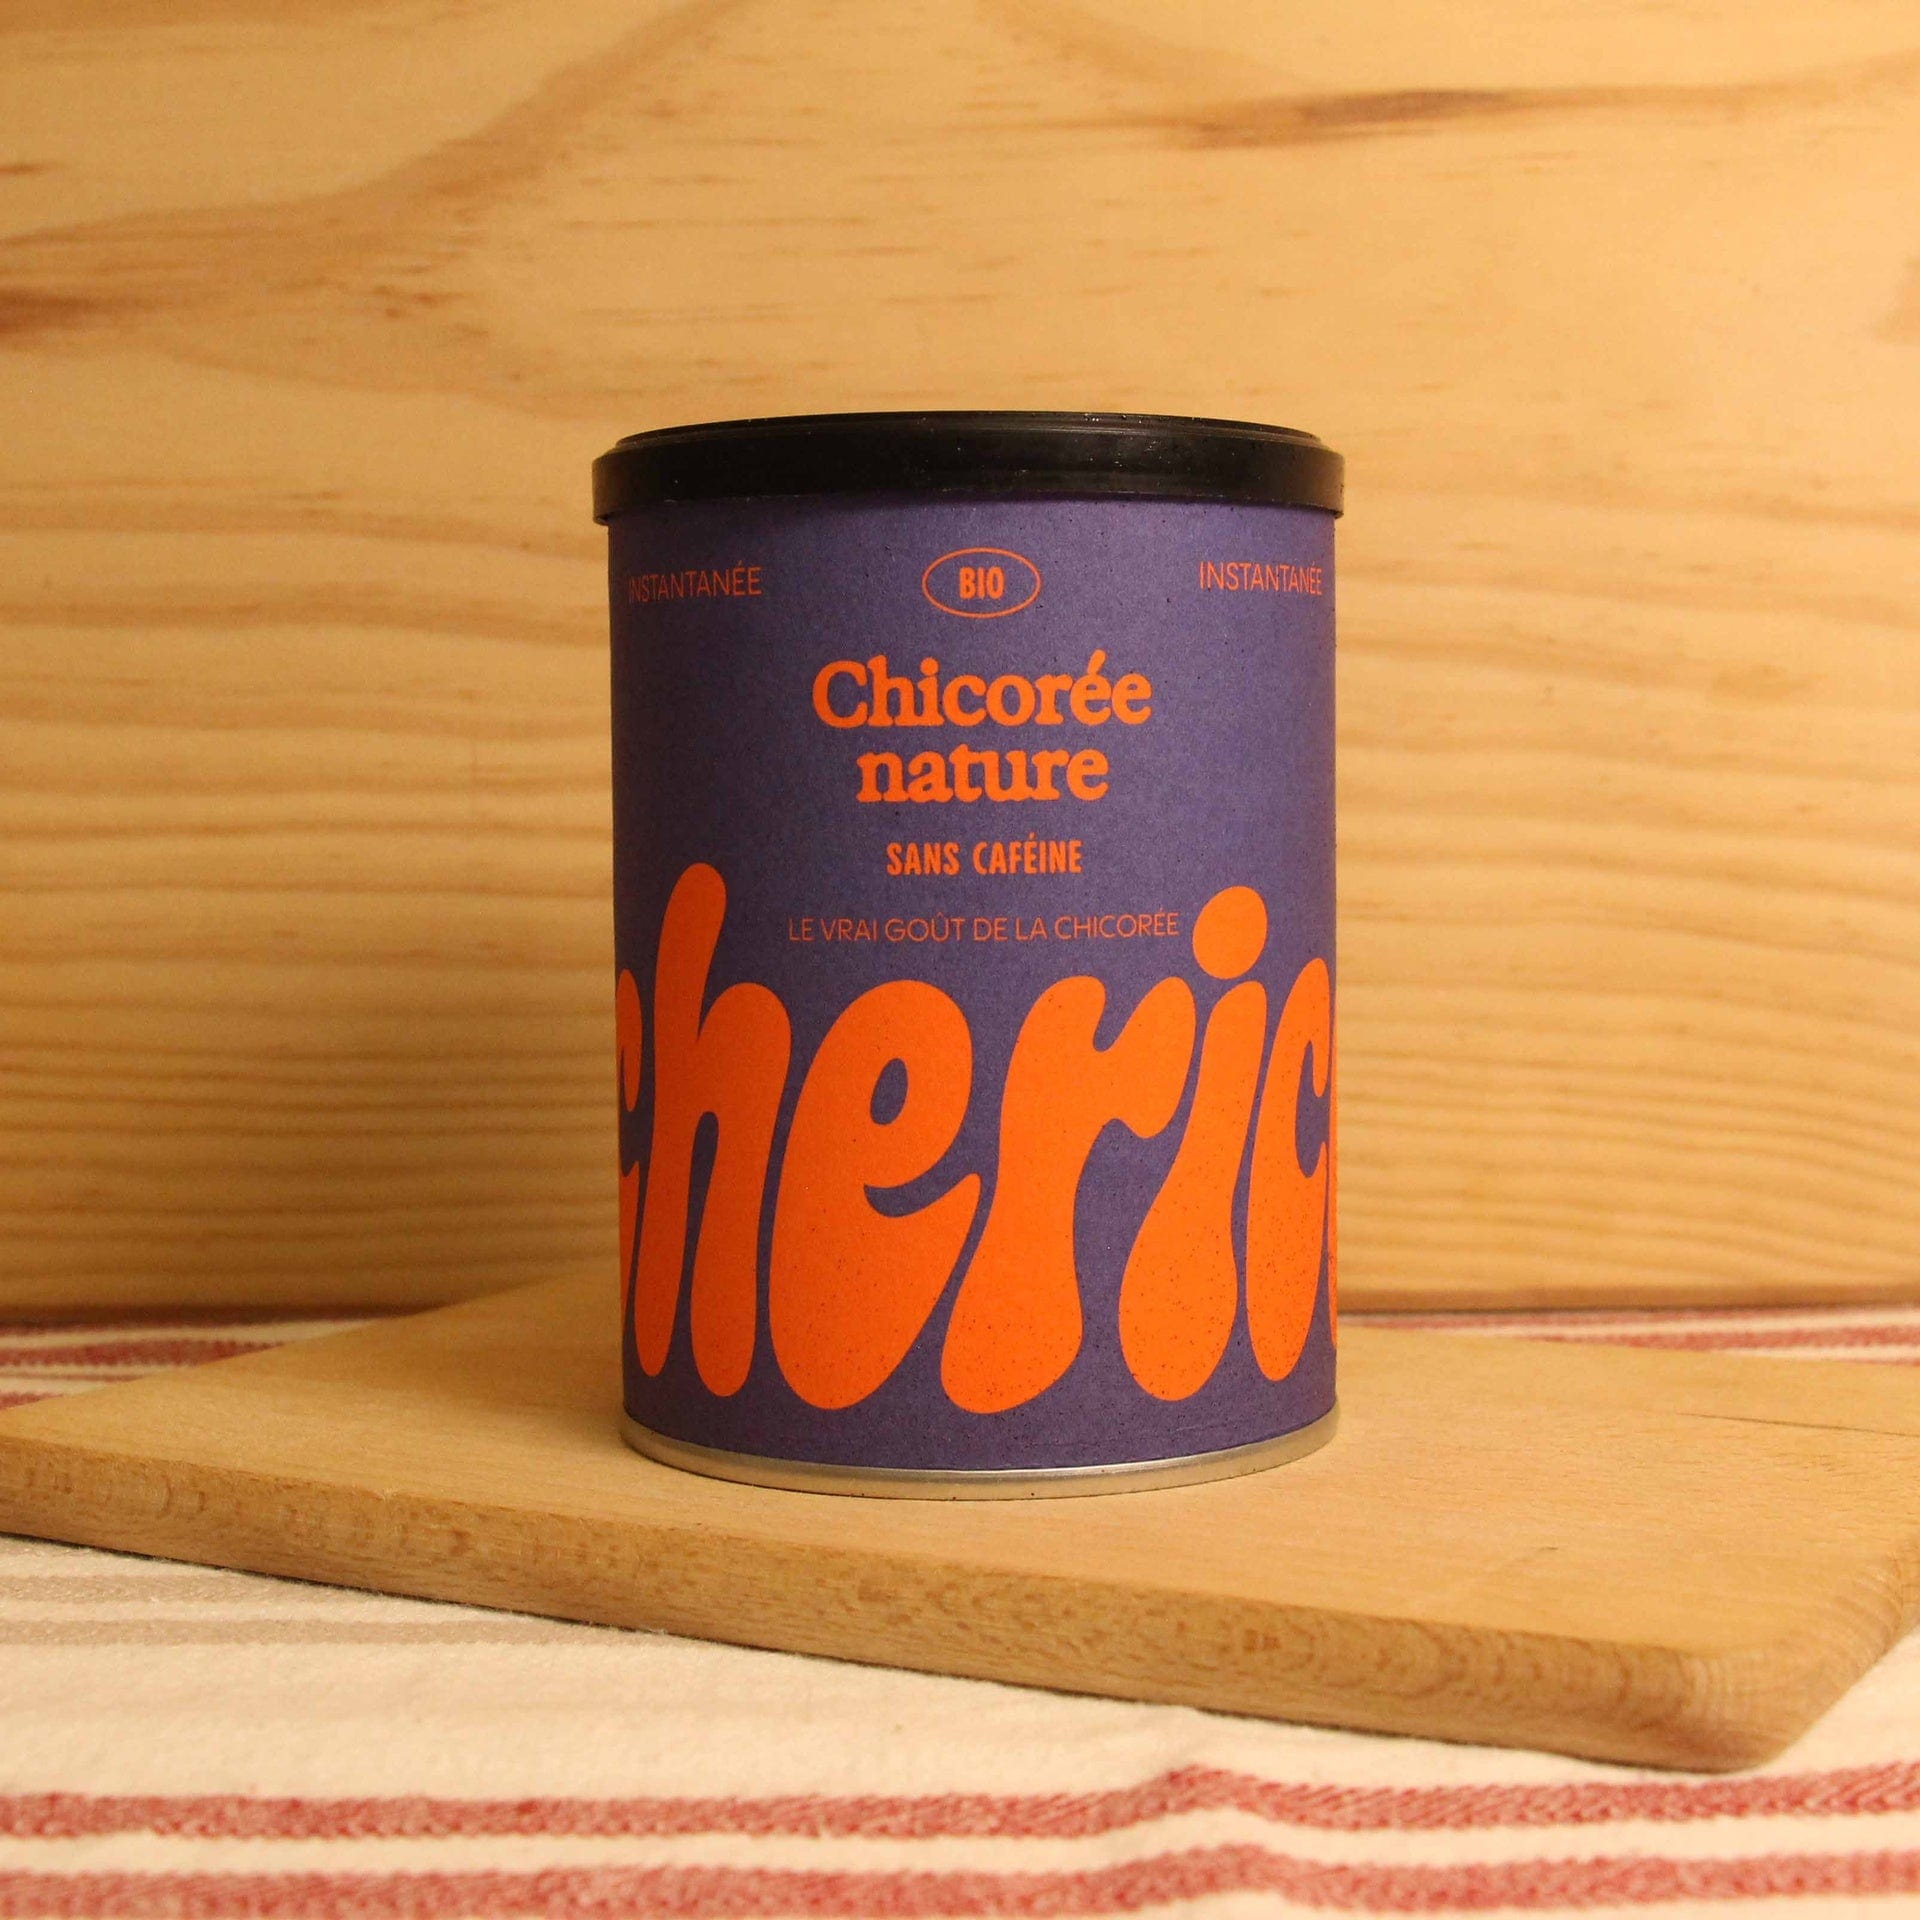 INSTANTANÉE BIO INSTANTANÉE
Chicorée
nature
SANS CAFÉINE
LE VRAI GOÛT DE LA CHICORÉE
cheric